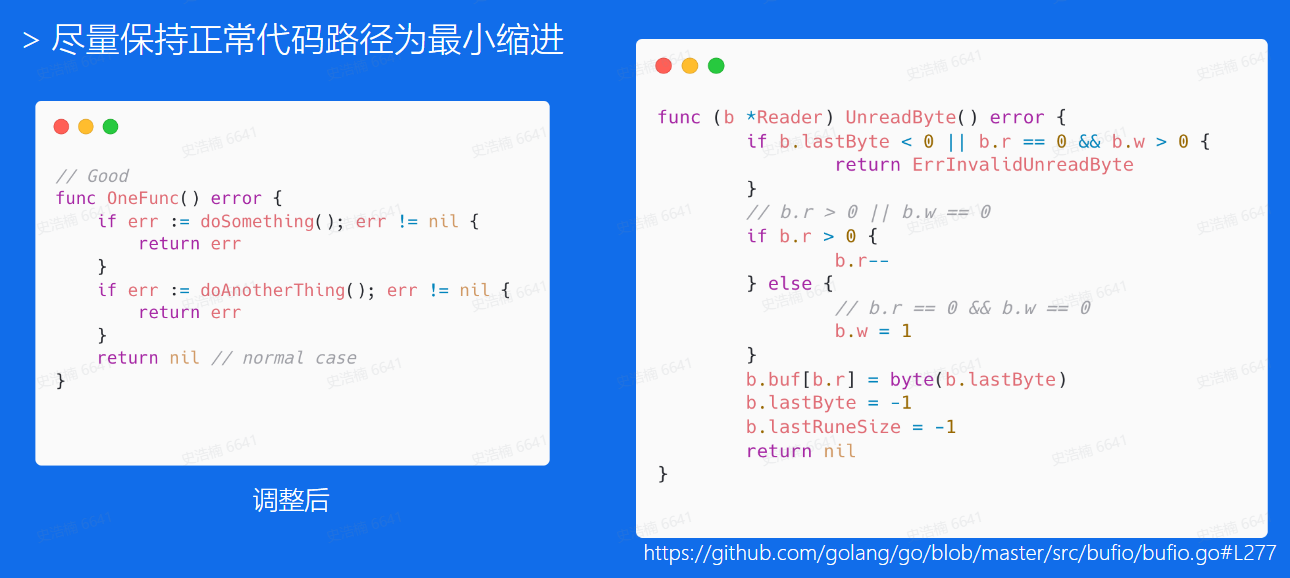 > 尽量保持正常代码路径为最小缩进
// Good
func OneFunc() error {
    if err := doSomething(); err != nil {
        return err
    }
    if err := doAnotherThing(); err != nil {
        return err
    }
    return nil // normal case
}
调整后
func (b *Reader) UnreadByte() error {
        if b.lastByte < 0 || b.r == 0 && b.w > 0 {
                return ErrInvalidUnreadByte
        }
        // b.r > 0 || b.w == 0
        if b.r > 0 {
                b.r--
        } else {
                // b.r == 0 && b.w == 0
                b.w = 1
        }
        b.buf[b.r] = byte(b.lastByte)
        b.lastByte = -1
        b.lastRuneSize = -1
        return nil
}
https://github.com/golang/go/blob/master/src/bufio/bufio.go#L277
史浩楠 6641